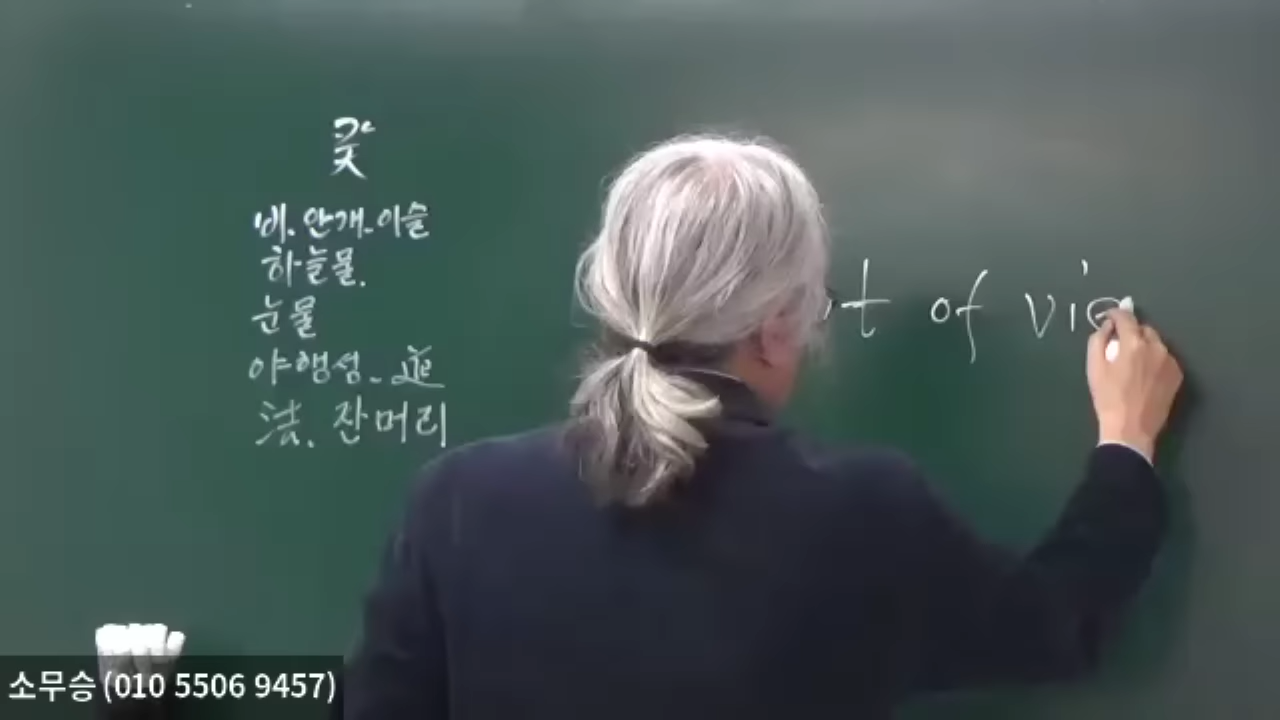 꽃
비. 안개. 이슬
하늘물.
눈물
야행성 - 道
法. 잔머리
t of vie
소무승 (010 5506 9457)